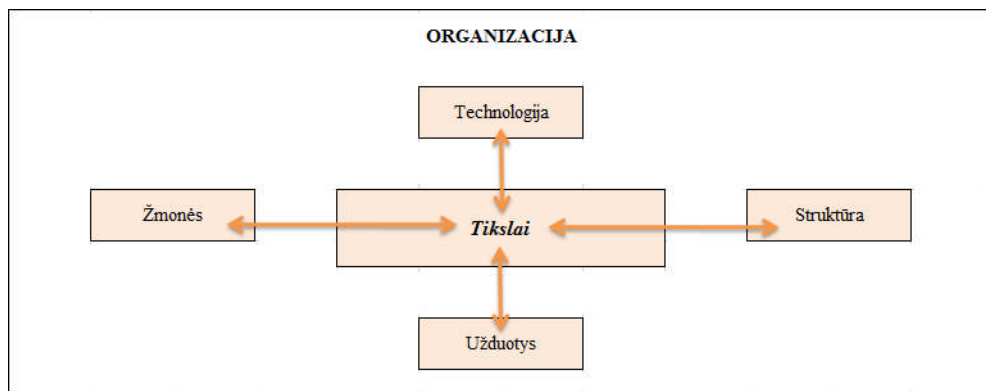 ORGANIZACIJA
Technologija
Žmonės
Tikslai
Struktūra
Užduotys